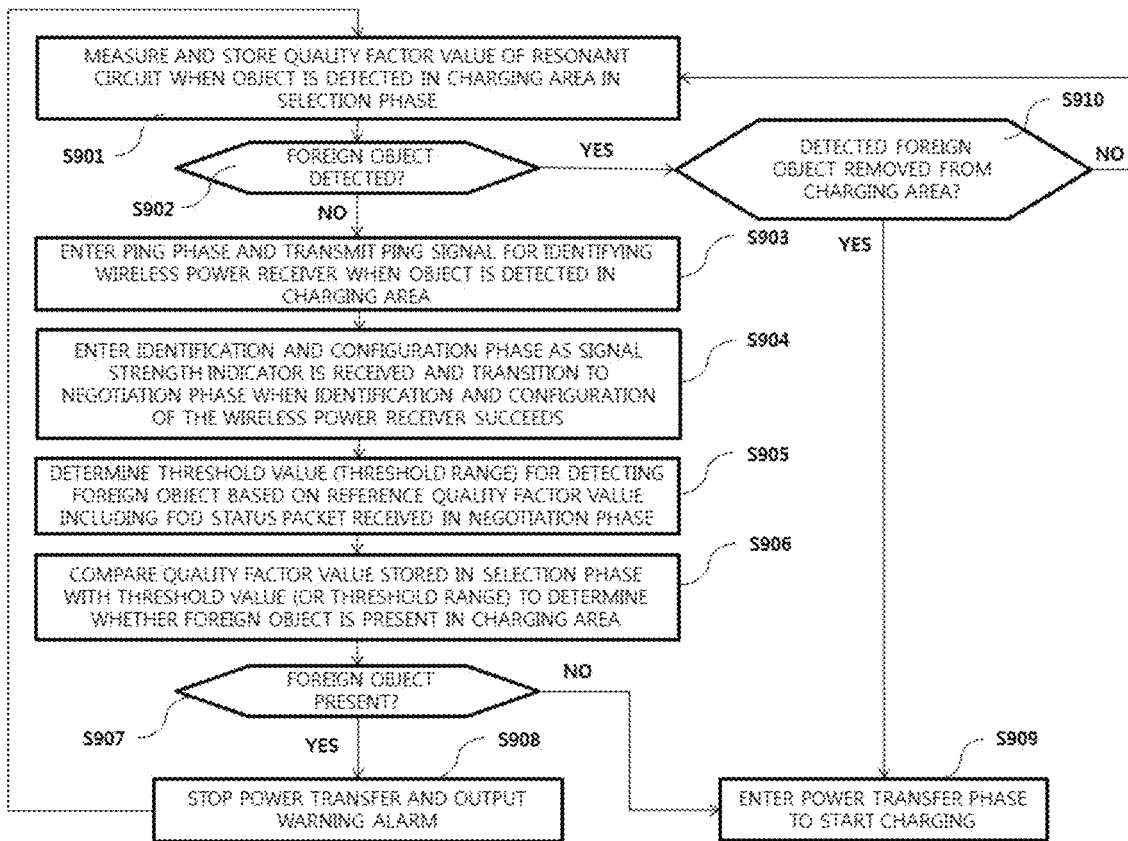 MEASURE AND STORE QUALITY FACTOR VALUE OF RESONANT
CIRCUIT WHEN OBJECT IS DETECTED IN CHARGING AREA IN
SELECTION PHASE
S901
FOREIGN OBJECT
DETECTED?
S902
YES
NO
S910
DETECTED FOREIGN
OBJECT REMOVED FROM
CHARGING AREA?
NO
YES
ENTER PING PHASE AND TRANSMIT PING SIGNAL FOR IDENTIFYING
WIRELESS POWER RECEIVER WHEN OBJECT IS DETECTED IN
CHARGING AREA
S903
ENTER IDENTIFICATION AND CONFIGURATION PHASE AS SIGNAL
STRENGTH INDICATOR IS RECEIVED AND TRANSITION TO
NEGOTIATION PHASE WHEN IDENTIFICATION AND CONFIGURATION
OF THE WIRELESS POWER RECEIVER SUCCEEDS
S904
DETERMINE THRESHOLD VALUE (THRESHOLD RANGE) FOR DETECTING
FOREIGN OBJECT BASED ON REFERENCE QUALITY FACTOR VALUE
INCLUDING FOD STATUS PACKET RECEIVED IN NEGOTIATION PHASE
S905
COMPARE QUALITY FACTOR VALUE STORED IN SELECTION PHASE
WITH THRESHOLD VALUE (OR THRESHOLD RANGE) TO DETERMINE
WHETHER FOREIGN OBJECT IS PRESENT IN CHARGING AREA
S906
FOREIGN OBJECT
PRESENT?
S907
NO
YES
S908
STOP POWER TRANSFER AND OUTPUT
WARNING ALARM
S909
ENTER POWER TRANSFER PHASE
TO START CHARGING